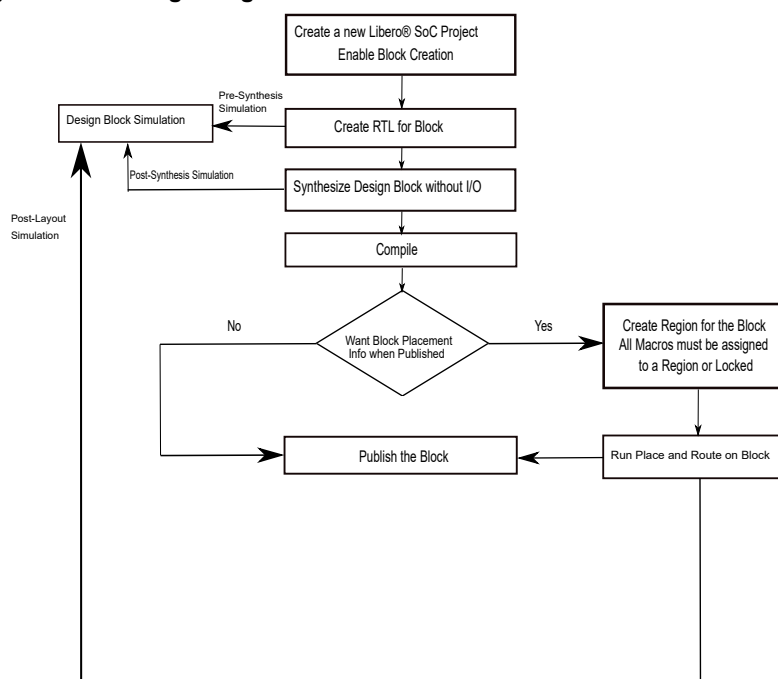 Create a new Libero® SoC Project
Enable Block Creation
Pre-Synthesis
Simulation
Design Block Simulation
Create RTL for Block
Post-Synthesis Simulation
Synthesize Design Block without I/O
Post-Layout
Simulation
Compile
No
Want Block Placement
Info when Published
Yes
Create Region for the Block
All Macros must be assigned
to a Region or Locked
Publish the Block
Run Place and Route on Block